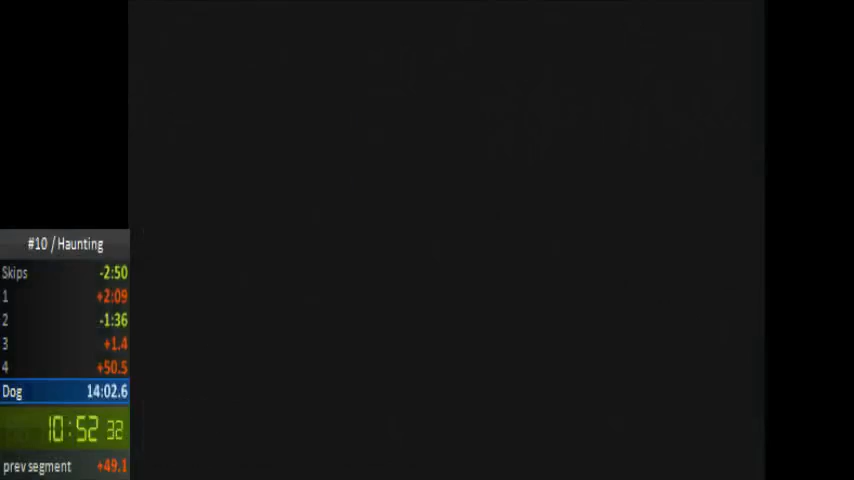 #10 / Haunting
Skips -2:50
1 +2:09
2 -1:36
3 +1.4
4 +50.5
Dog 14:02.6
10:52 32
prev segment +49.1